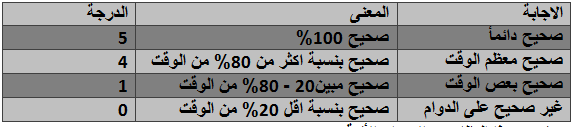 الاجابة المعنى الدرجة
صحيح دائمأ صحيح 100% 5
صحيح معظم الوقت صحيح بنسبة اكثر من 80% من الوقت 4
صحيح بعض الوقت صحيح مبين20 - 80% من الوقت 1
غير صحيح على الدوام صحيح بنسبة اقل 20% من الوقت 0